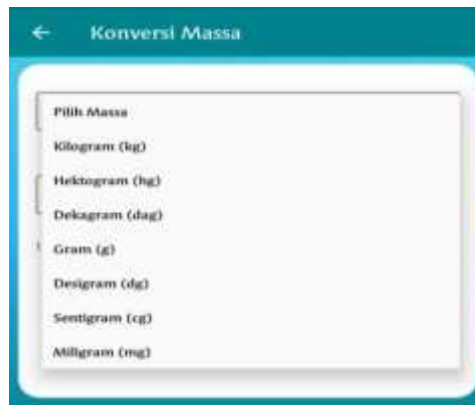 Konversi Massa
Pilih Massa
Kilogram (kg)
Hektogram (hg)
Dekagram (dag)
Gram (g)
Desigram (dg)
Sentigram (cg)
Miligram (mg)